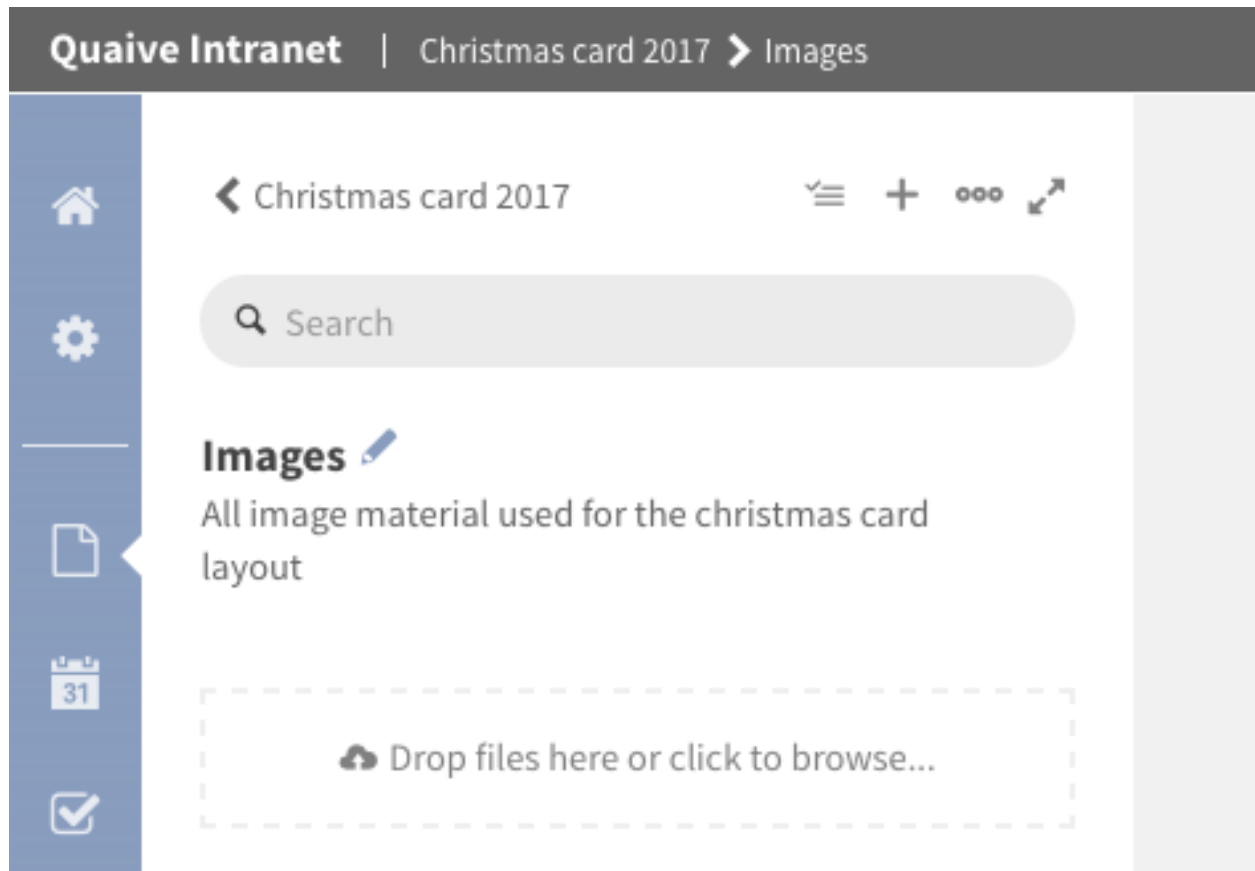 Quaive Intranet | Christmas card 2017 > Images
Christmas card 2017
Search
Images
All image material used for the christmas card
layout
31
Drop files here or click to browse...